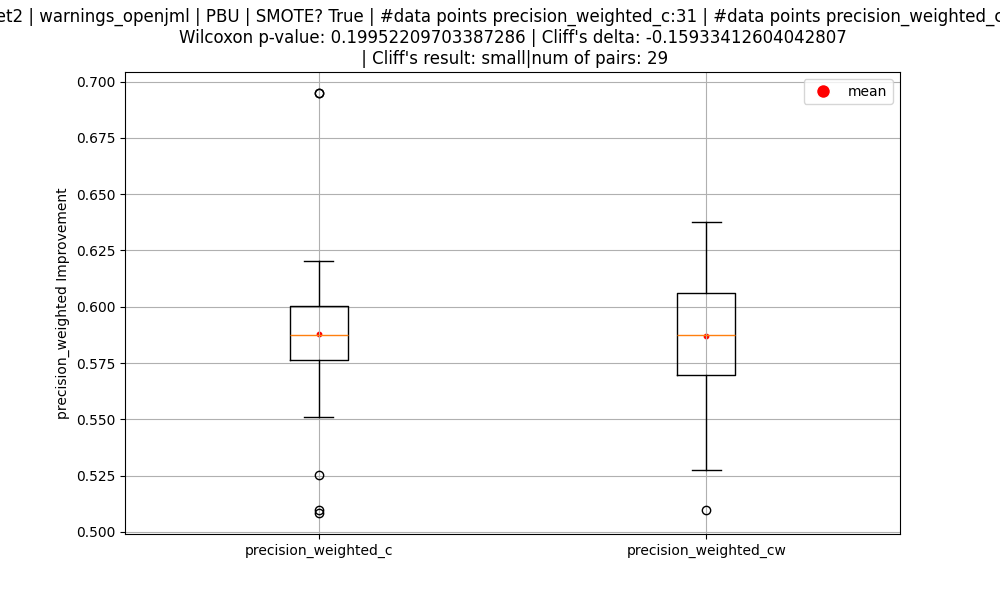 et2 | warnings_openjml | PBU | SMOTE? True | #data points precision_weighted_c:31 | #data points precision_weighted_c
Wilcoxon p-value: 0.19952209703387286 | Cliff's delta: -0.15933412604042807
| Cliff's result: small|num of pairs: 29
mean
0.700
0.675
0.650
0.625
0.600
0.575
0.550
0.525
0.500
precision_weighted Improvement
precision_weighted_c
precision_weighted_cw